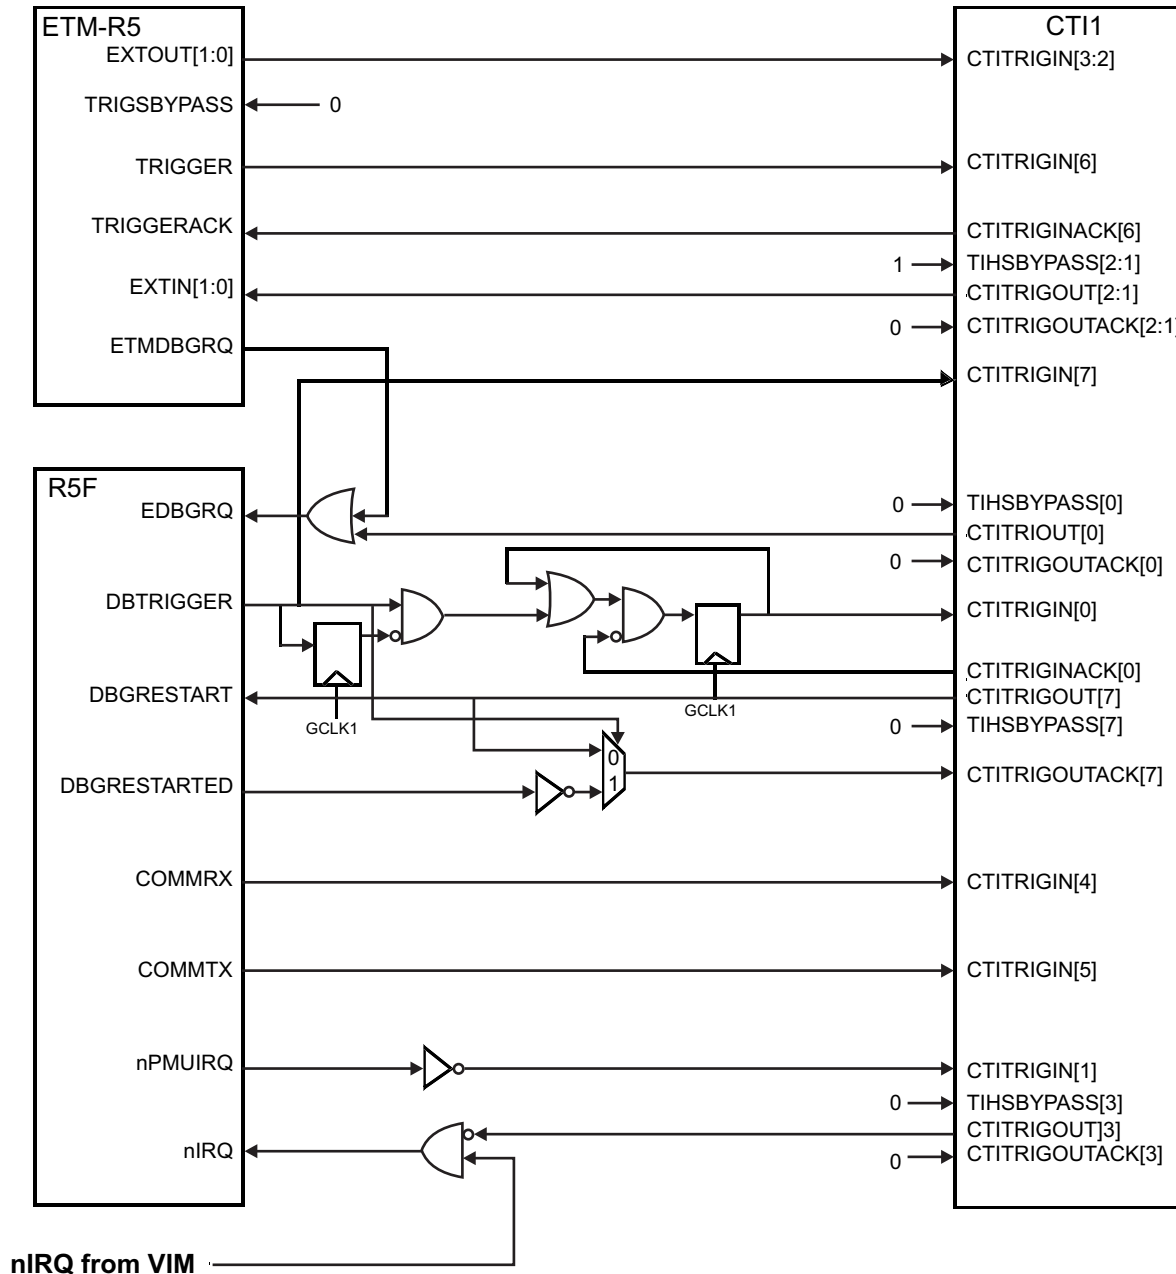 ETM-R5
EXTOUT[1:0]
TRIGSBYPASS
0
TRIGGER
TRIGGERACK
EXTIN[1:0]
ETMDBGRQ
R5F
EDBGRQ
DBTRIGGER
DBGRESTART
DBGRESTARTED
COMMRX
COMMTX
nPMUIRQ
nIRQ
nIRQ from VIM
GCLK1
GCLK1
0
1
CTI1
CTITRIGIN[3:2]
CTITRIGIN[6]
CTITRIGINACK[6]
1
TIHSBYPASS[2:1]
CTITRIGOUT[2:1]
0
CTITRIGOUTACK[2:1]
CTITRIGIN[7]
0
TIHSBYPASS[0]
CTITRIOUT[0]
0
CTITRIGOUTACK[0]
CTITRIGIN[0]
CTITRIGINACK[0]
CTITRIGOUT[7]
0
TIHSBYPASS[7]
CTITRIGOUTACK[7]
CTITRIGIN[4]
CTITRIGIN[5]
CTITRIGIN[1]
0
TIHSBYPASS[3]
CTITRIGOUT]3]
0
CTITRIGOUTACK[3]